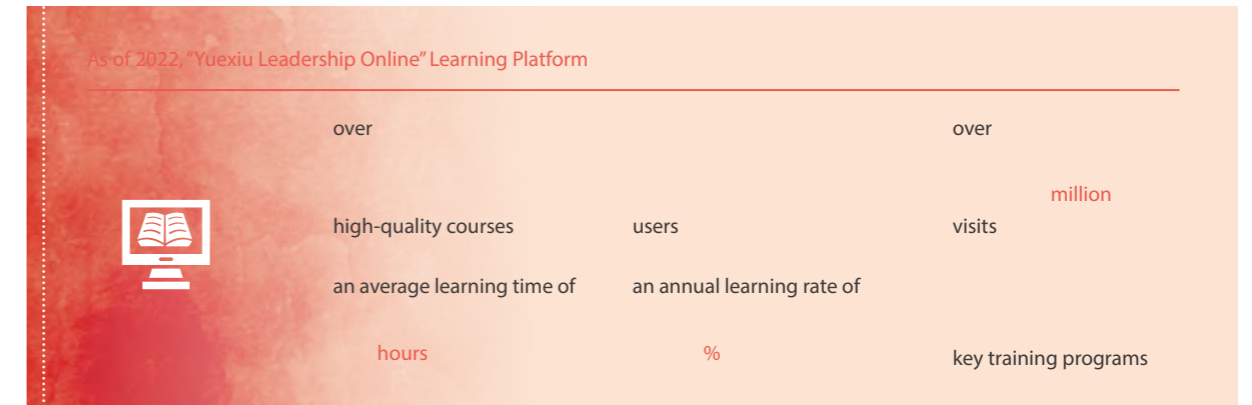 As of 2022, "Yuexiu Leadership Online" Learning Platform
over
high-quality courses
users
over
million
visits
an average learning time of
hours
an annual learning rate of
%
key training programs